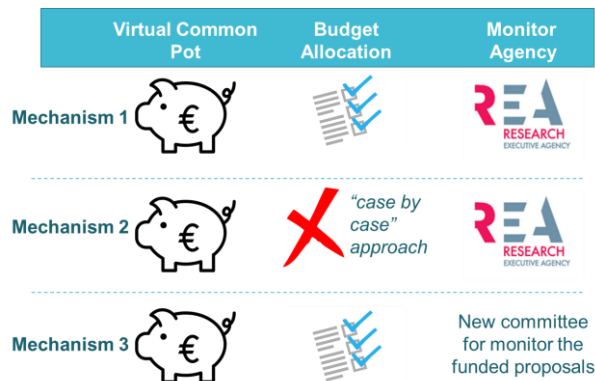 Virtual Common Pot
Budget Allocation
Monitor Agency
Mechanism 1
€
REA
RESEARCH
EXECUTIVE AGENCY
Mechanism 2
€
"case by
case"
approach
REA
RESEARCH
EXECUTIVE AGENCY
Mechanism 3
€
New committee
for monitor the
funded proposals